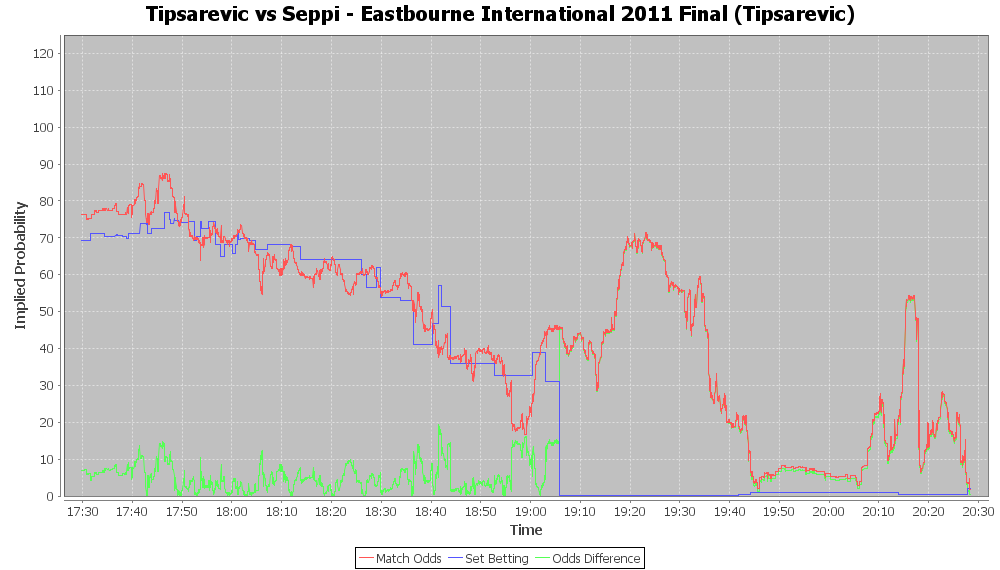 Tipsarevic vs Seppi - Eastbourne International 2011 Final (Tipsarevic)
Implied Probability
120
110
100
90
80
70
60
50
40
30
20
10
0
17:30 17:40 17:50 18:00 18:10 18:20 18:30 18:40 18:50 19:00 19:10 19:20 19:30 19:40 19:50 20:00 20:10 20:20 20:30
Time
Match Odds Set Betting Odds Difference